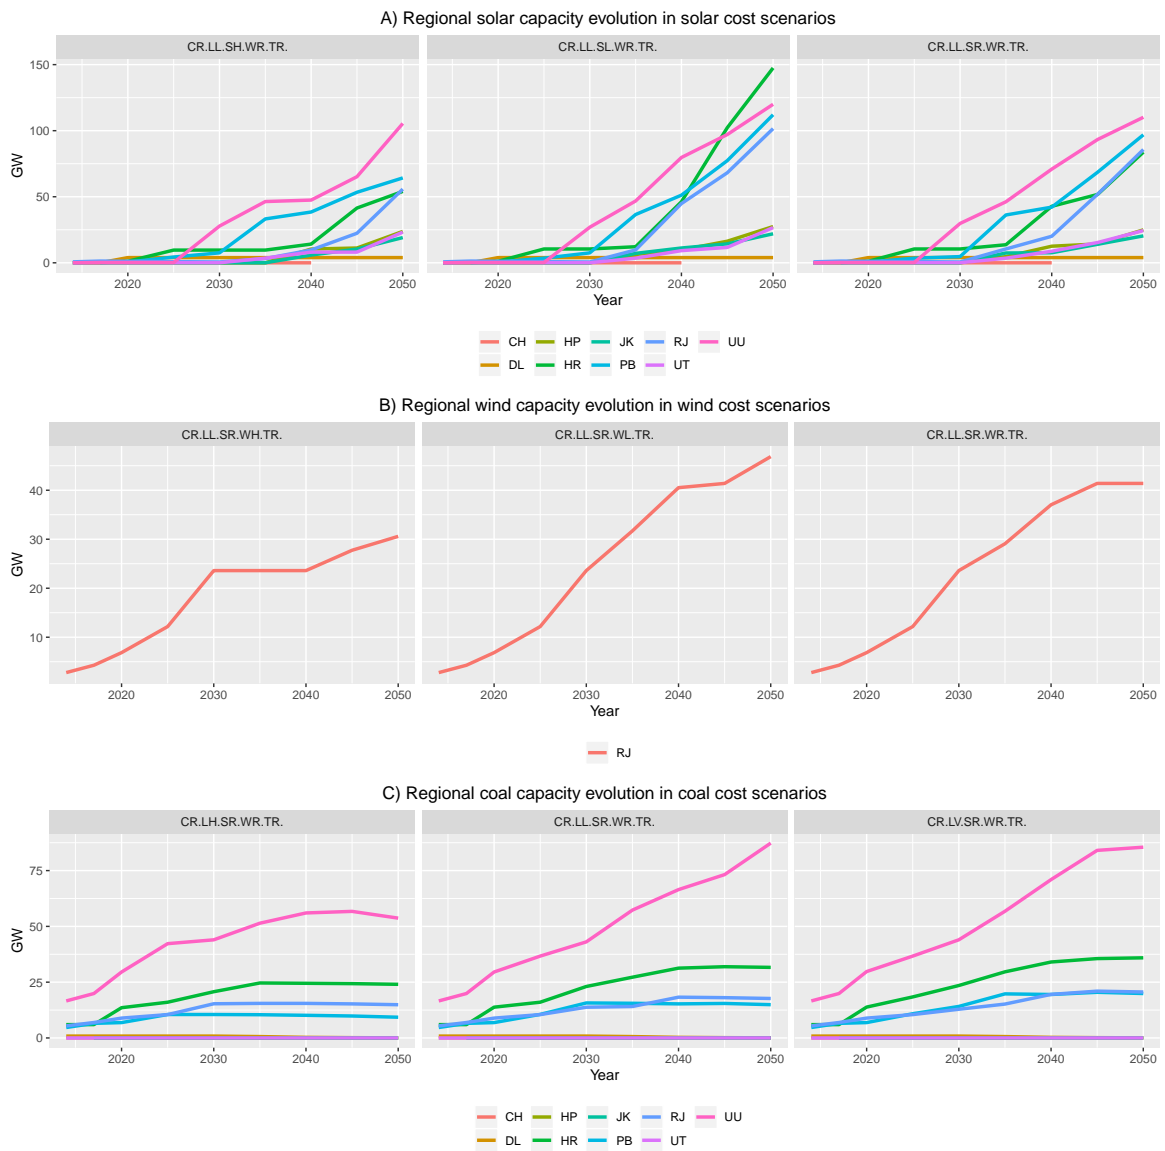 A) Regional solar capacity evolution in solar cost scenarios
CR.LL.SH.WR.TR. CR.LL.SL.WR.TR. CR.LL.SR.WR.TR.
150
100
50
0
GW
2020 2030 2040 2050 2020 2030 2040 2050 2020 2030 2040 2050
Year
CH HP JK RJ UU
DL HR PB UT
B) Regional wind capacity evolution in wind cost scenarios
CR.LL.SR.WH.TR. CR.LL.SR.WL.TR. CR.LL.SR.WR.TR.
40
30
20
10
GW
2020 2030 2040 2050 2020 2030 2040 2050 2020 2030 2040 2050
Year
RJ
C) Regional coal capacity evolution in coal cost scenarios
CR.LH.SR.WR.TR. CR.LL.SR.WR.TR. CR.LV.SR.WR.TR.
75
50
25
0
GW
2020 2030 2040 2050 2020 2030 2040 2050 2020 2030 2040 2050
Year
CH HP JK RJ UU
DL HR PB UT